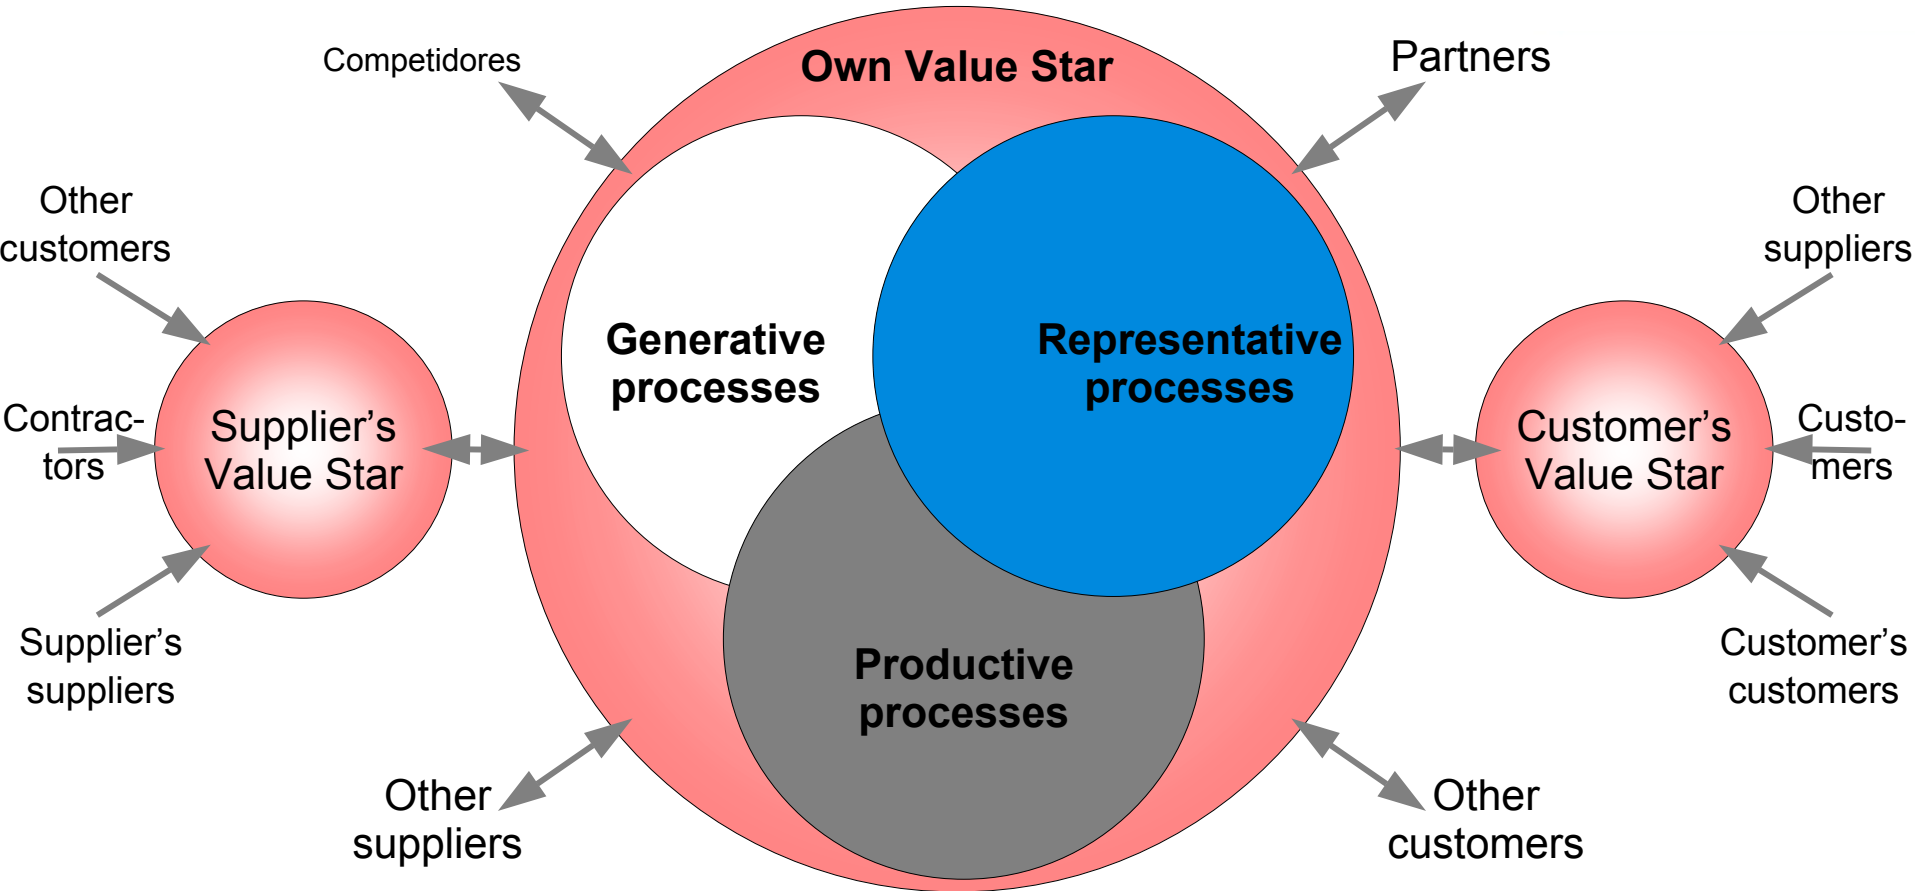 Competidores
Own Value Star
Partners
Other
customers
Other
suppliers
Generative
processes
Representative
processes
Contrac-
tors
Supplier’s
Value Star
Customer’s
Value Star
Custo-
mers
Supplier’s
suppliers
Productive
processes
Customer’s
customers
Other
suppliers
Other
customers